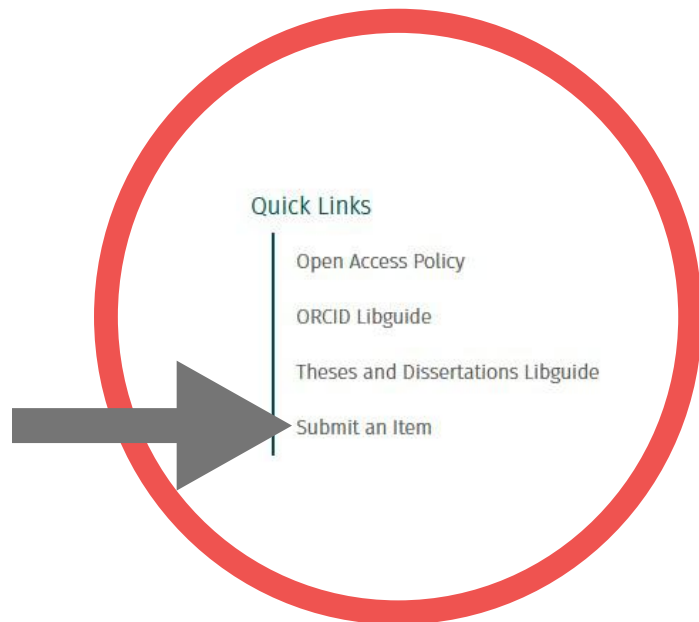 Quick Links
Open Access Policy
ORCID Libguide
Theses and Dissertations Libguide
Submit an Item